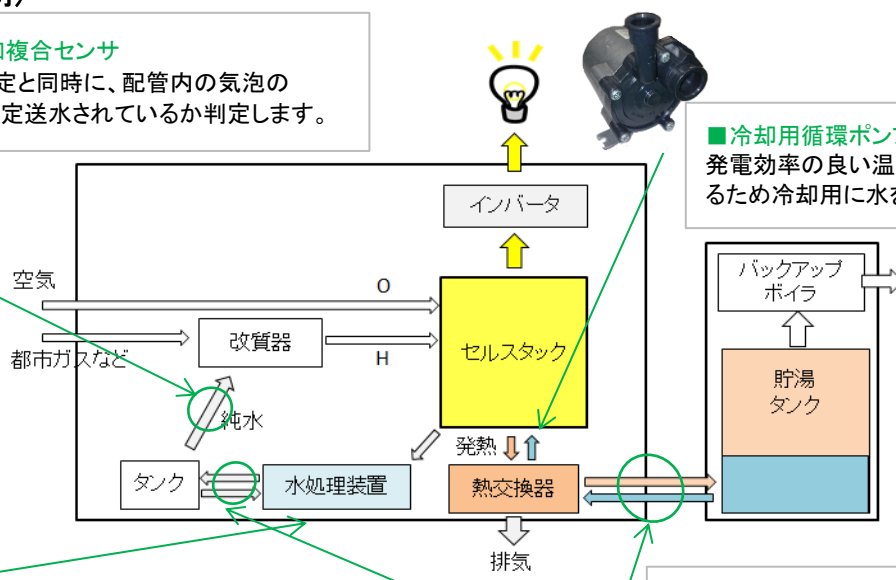 複合センサ
定と同時に、配管内の気泡の
定送水されているか判定します。
■冷却用循環ポンプ
発電効率の良い温
るため冷却用に水を
インバータ
空気
O
都市ガスなど
改質器
H
セルスタック
純水
発熱
タンク
水処理装置
熱交換器
排気
バックアップ
ボイラ
貯湯
タンク